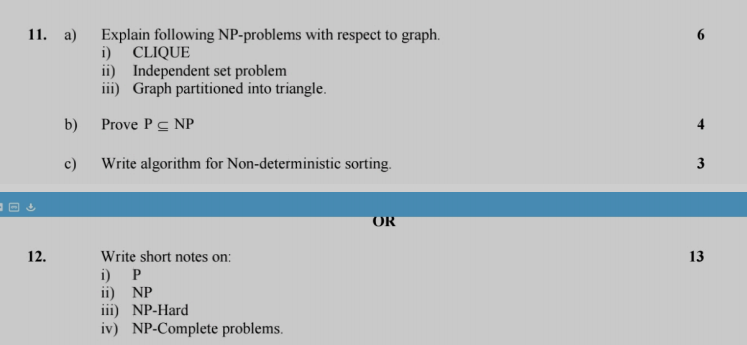 11. a) Explain following NP-problems with respect to graph. 6
i) CLIQUE
ii) Independent set problem
iii) Graph partitioned into triangle.
b) Prove P ⊆ NP 4
c) Write algorithm for Non-deterministic sorting. 3
OR
12. Write short notes on: 13
i) P
ii) NP
iii) NP-Hard
iv) NP-Complete problems.